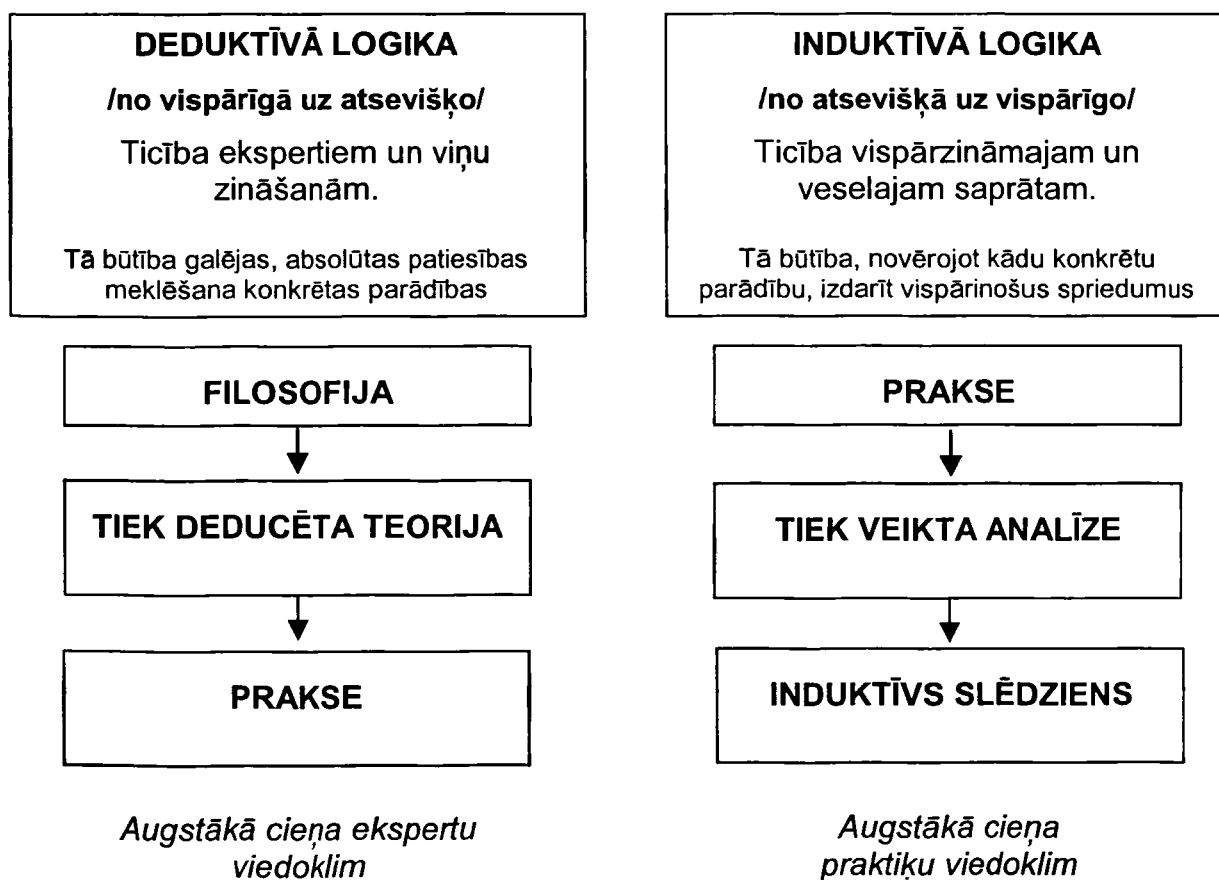 DEDUKTĪVĀ LOGIKA
/no vispārīgā uz atsevišķo/
Ticība ekspertiem un viņu
zināšanām.
Tā būtība galējas, absolūtas patiesības
meklēšana konkrētas parādības
FILOSOFIJA
TIEK DEDUCĒTA TEORIJA
PRAKSE
Augstākā cieņa ekspertu
viedoklim
INDUKTĪVĀ LOGIKA
/no atsevišķā uz vispārīgo/
Ticība vispārzināmajam un
veselajam saprātam.
Tā būtība, novērojot kādu konkrētu
parādību, izdarīt vispārinošus spriedumus
PRAKSE
TIEK VEIKTA ANALĪZE
INDUKTĪVS SLĒDZIENS
Augstākā cieņa
praktiķu viedoklim